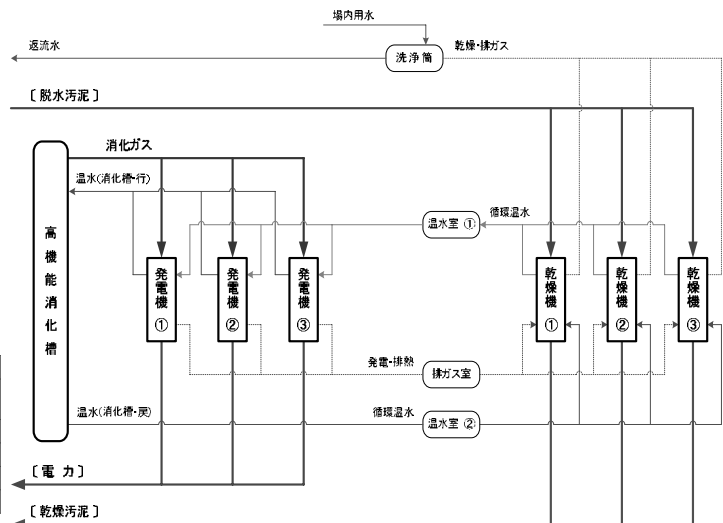 場内用水
返流水
洗浄筒
乾燥・排ガス
[脱水汚泥]
消化ガス
温水(消化槽・行)
循環温水
温水室 ①
高機能消化槽
発電機 ①
発電機 ②
発電機 ③
乾燥機 ①
乾燥機 ②
乾燥機 ③
発電・排熱
排ガス室
温水(消化槽・戻)
循環温水
温水室 ②
[電 力]
[乾燥汚泥]